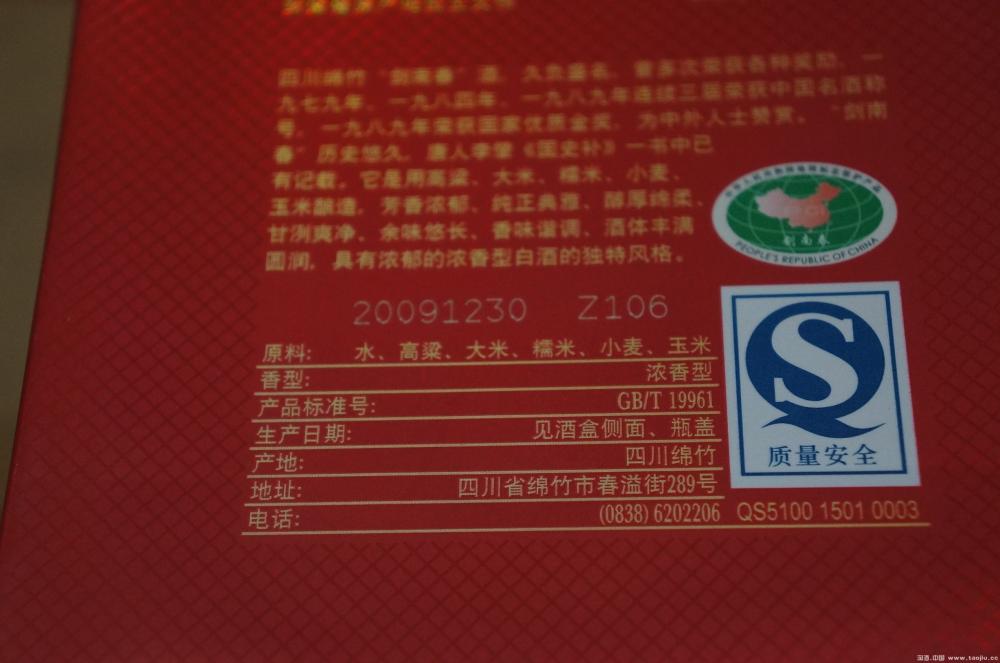 四川绵竹“剑南春”酒，久负盛名，曾多次荣获各种奖励，一
九七九年、一九八四年、一九八九年连续三届荣获中国名酒称
号，一九八九年荣获国家优质金奖，为中外人士赞赏。“剑南
春”历史悠久，唐人李肇《国史补》一书中已
有记载。它是用高粱、大米、糯米、小麦、
玉米酿造，芳香浓郁、纯正典雅、醇厚绵柔、
甘洌爽净、余味悠长、香味谐调、酒体丰满
圆润，具有浓郁的浓香型白酒的独特风格。
剑南春
PEOPLE'S REPUBLIC OF CHINA
20091230 Z106
原料: 水、高粱、大米、糯米、小麦、玉米
香型: 浓香型
产品标准号: GB/T 19961
生产日期: 见酒盒侧面、瓶盖
产地: 四川绵竹
地址: 四川省绵竹市春溢街289号
电话: (0838) 6202206
S
质量安全
QS5100 1501 0003
淘酒.中国 www.taojiu.cc